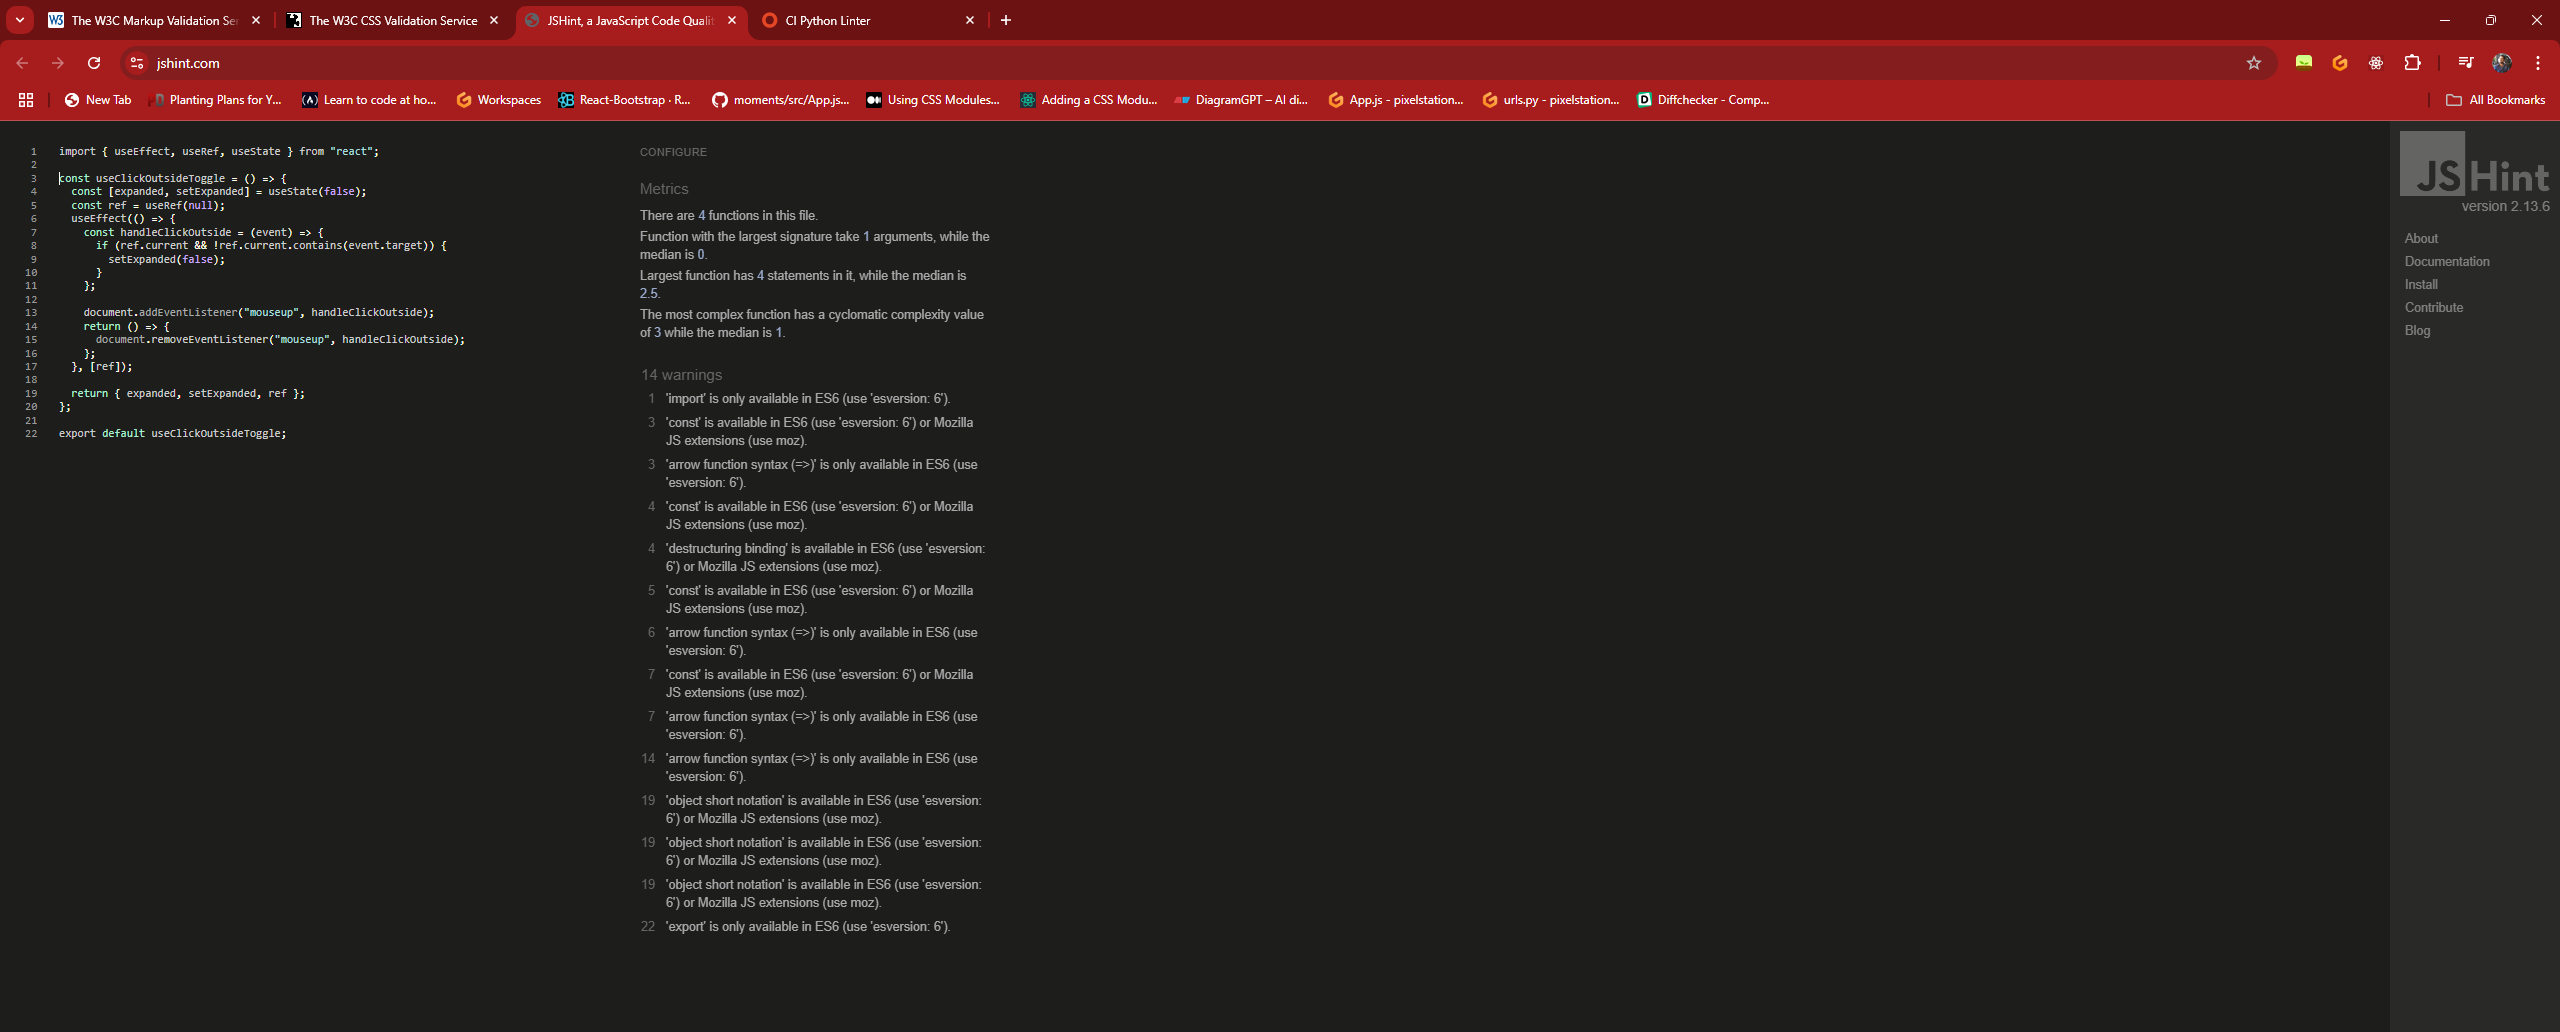 The W3C Markup Validation Se
The W3C CSS Validation Service
JSHint, a JavaScript Code Qualit
CI Python Linter
jshint.com
New Tab
Planting Plans for Y...
Learn to code at ho...
Workspaces
React-Bootstrap · R...
moments/src/App.js...
Using CSS Modules...
Adding a CSS Modu...
DiagramGPT – AI di...
App.js - pixelstation...
urls.py - pixelstation...
Diffchecker - Comp...
All Bookmarks
1 import { useEffect, useRef, useState } from "react";
2
3 const useClickOutsideToggle = () => {
4 const [expanded, setExpanded] = useState(false);
5 const ref = useRef(null);
6 useEffect(() => {
7 const handleClickOutside = (event) => {
8 if (ref.current && !ref.current.contains(event.target)) {
9 setExpanded(false);
10 }
11 };
12
13 document.addEventListener("mouseup", handleClickOutside);
14 return () => {
15 document.removeEventListener("mouseup", handleClickOutside);
16 };
17 }, [ref]);
18
19 return { expanded, setExpanded, ref };
20 };
21
22 export default useClickOutsideToggle;
CONFIGURE
Metrics
There are 4 functions in this file.
Function with the largest signature take 1 arguments, while the
median is 0.
Largest function has 4 statements in it, while the median is
2.5.
The most complex function has a cyclomatic complexity value
of 3 while the median is 1.
14 warnings
1 'import' is only available in ES6 (use 'esversion: 6').
3 'const' is available in ES6 (use 'esversion: 6') or Mozilla
JS extensions (use moz).
3 'arrow function syntax (=>)' is only available in ES6 (use
'esversion: 6').
4 'const' is available in ES6 (use 'esversion: 6') or Mozilla
JS extensions (use moz).
4 'destructuring binding' is available in ES6 (use 'esversion:
6') or Mozilla JS extensions (use moz).
5 'const' is available in ES6 (use 'esversion: 6') or Mozilla
JS extensions (use moz).
6 'arrow function syntax (=>)' is only available in ES6 (use
'esversion: 6').
7 'const' is available in ES6 (use 'esversion: 6') or Mozilla
JS extensions (use moz).
7 'arrow function syntax (=>)' is only available in ES6 (use
'esversion: 6').
14 'arrow function syntax (=>)' is only available in ES6 (use
'esversion: 6').
19 'object short notation' is available in ES6 (use 'esversion:
6') or Mozilla JS extensions (use moz).
19 'object short notation' is available in ES6 (use 'esversion:
6') or Mozilla JS extensions (use moz).
19 'object short notation' is available in ES6 (use 'esversion:
6') or Mozilla JS extensions (use moz).
22 'export' is only available in ES6 (use 'esversion: 6').
JSHint
version 2.13.6
About
Documentation
Install
Contribute
Blog